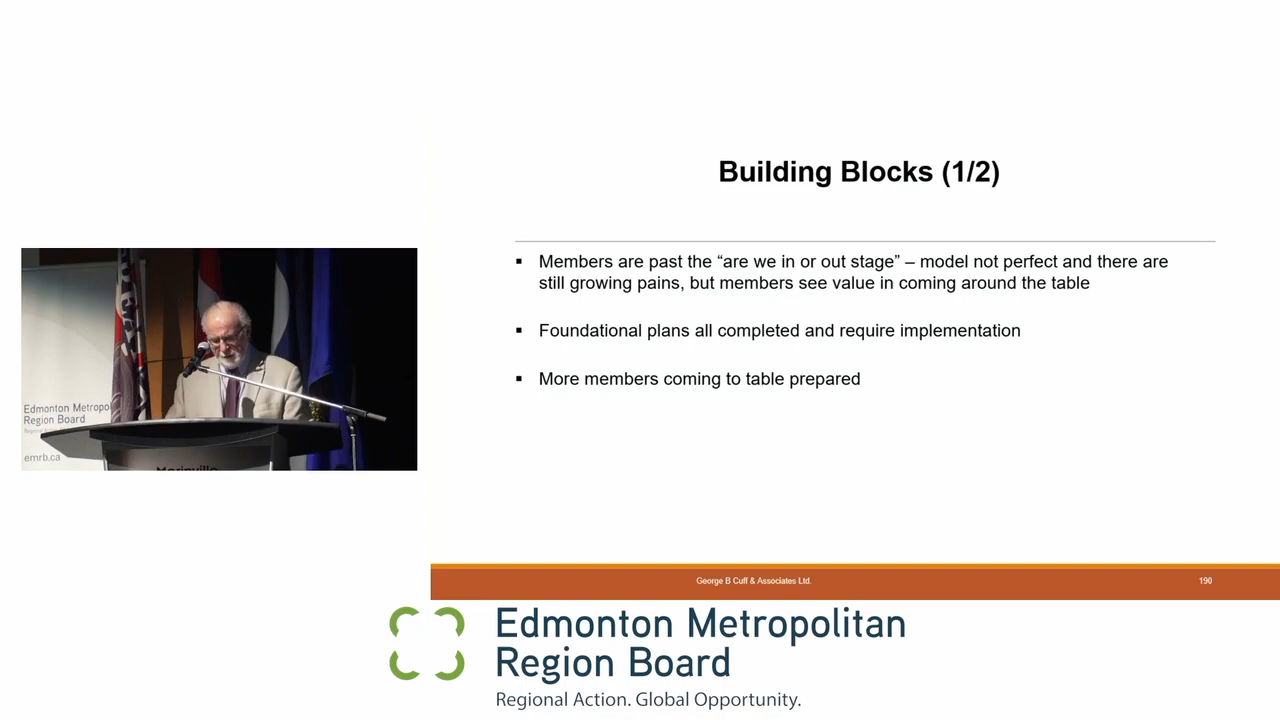 Building Blocks (1/2)
▪ Members are past the “are we in or out stage” – model not perfect and there are
still growing pains, but members see value in coming around the table
▪ Foundational plans all completed and require implementation
▪ More members coming to table prepared
Edmonton Metropol
Region Board
emrb.ca
Morinville
George B Cuff & Associates Ltd.
190
Edmonton Metropolitan
Region Board
Regional Action. Global Opportunity.